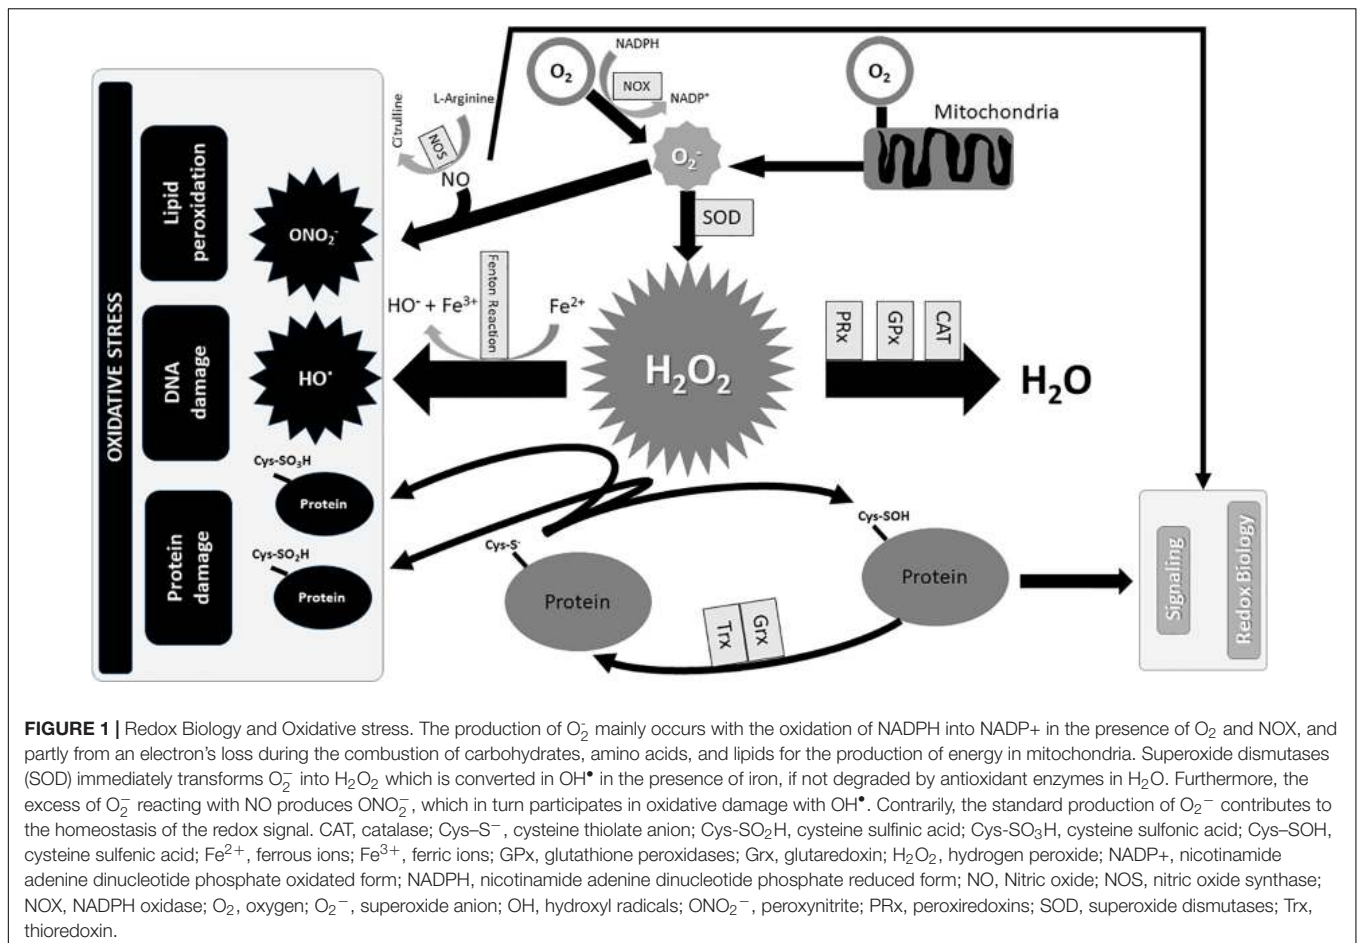 NADPH
O2
NOX
NADP+
O2
Mitochondria
Citrulline
L-Arginine
NOS
NO
O2-
SOD
OXIDATIVE STRESS
Lipid
peroxidation
ONO2-
HO- + Fe3+
Fenton Reaction
Fe2+
PRx
GPx
CAT
DNA
damage
HO•
H2O2
H2O
Cys-SO3H
Protein
Cys-SO2H
Protein
Protein
damage
Cys-S-
Protein
Cys-SOH
Protein
Trx
Grx
Signaling
Redox Biology
FIGURE 1 | Redox Biology and Oxidative stress. The production of O2- mainly occurs with the oxidation of NADPH into NADP+ in the presence of O2 and NOX, and
partly from an electron’s loss during the combustion of carbohydrates, amino acids, and lipids for the production of energy in mitochondria. Superoxide dismutases
(SOD) immediately transforms O2− into H2O2 which is converted in OH• in the presence of iron, if not degraded by antioxidant enzymes in H2O. Furthermore, the
excess of O2− reacting with NO produces ONO2−, which in turn participates in oxidative damage with OH•. Contrarily, the standard production of O2− contributes to
the homeostasis of the redox signal. CAT, catalase; Cys–S−, cysteine thiolate anion; Cys-SO2H, cysteine sulfinic acid; Cys-SO3H, cysteine sulfonic acid; Cys–SOH,
cysteine sulfenic acid; Fe2+, ferrous ions; Fe3+, ferric ions; GPx, glutathione peroxidases; Grx, glutaredoxin; H2O2, hydrogen peroxide; NADP+, nicotinamide
adenine dinucleotide phosphate oxidated form; NADPH, nicotinamide adenine dinucleotide phosphate reduced form; NO, Nitric oxide; NOS, nitric oxide synthase;
NOX, NADPH oxidase; O2, oxygen; O2−, superoxide anion; OH, hydroxyl radicals; ONO2−, peroxynitrite; PRx, peroxiredoxins; SOD, superoxide dismutases; Trx,
thioredoxin.